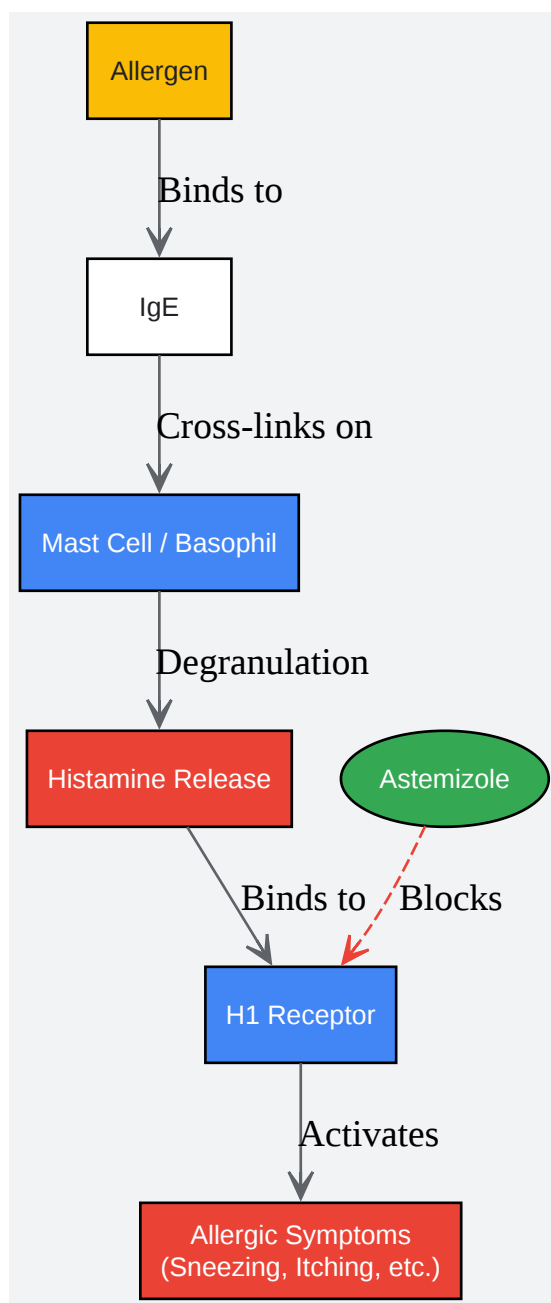 Allergen
Binds to
IgE
Cross-links on
Mast Cell / Basophil
Degranulation
Histamine Release
Astemizole
Binds to
Blocks
H1 Receptor
Activates
Allergic Symptoms
(Sneezing, Itching, etc.)